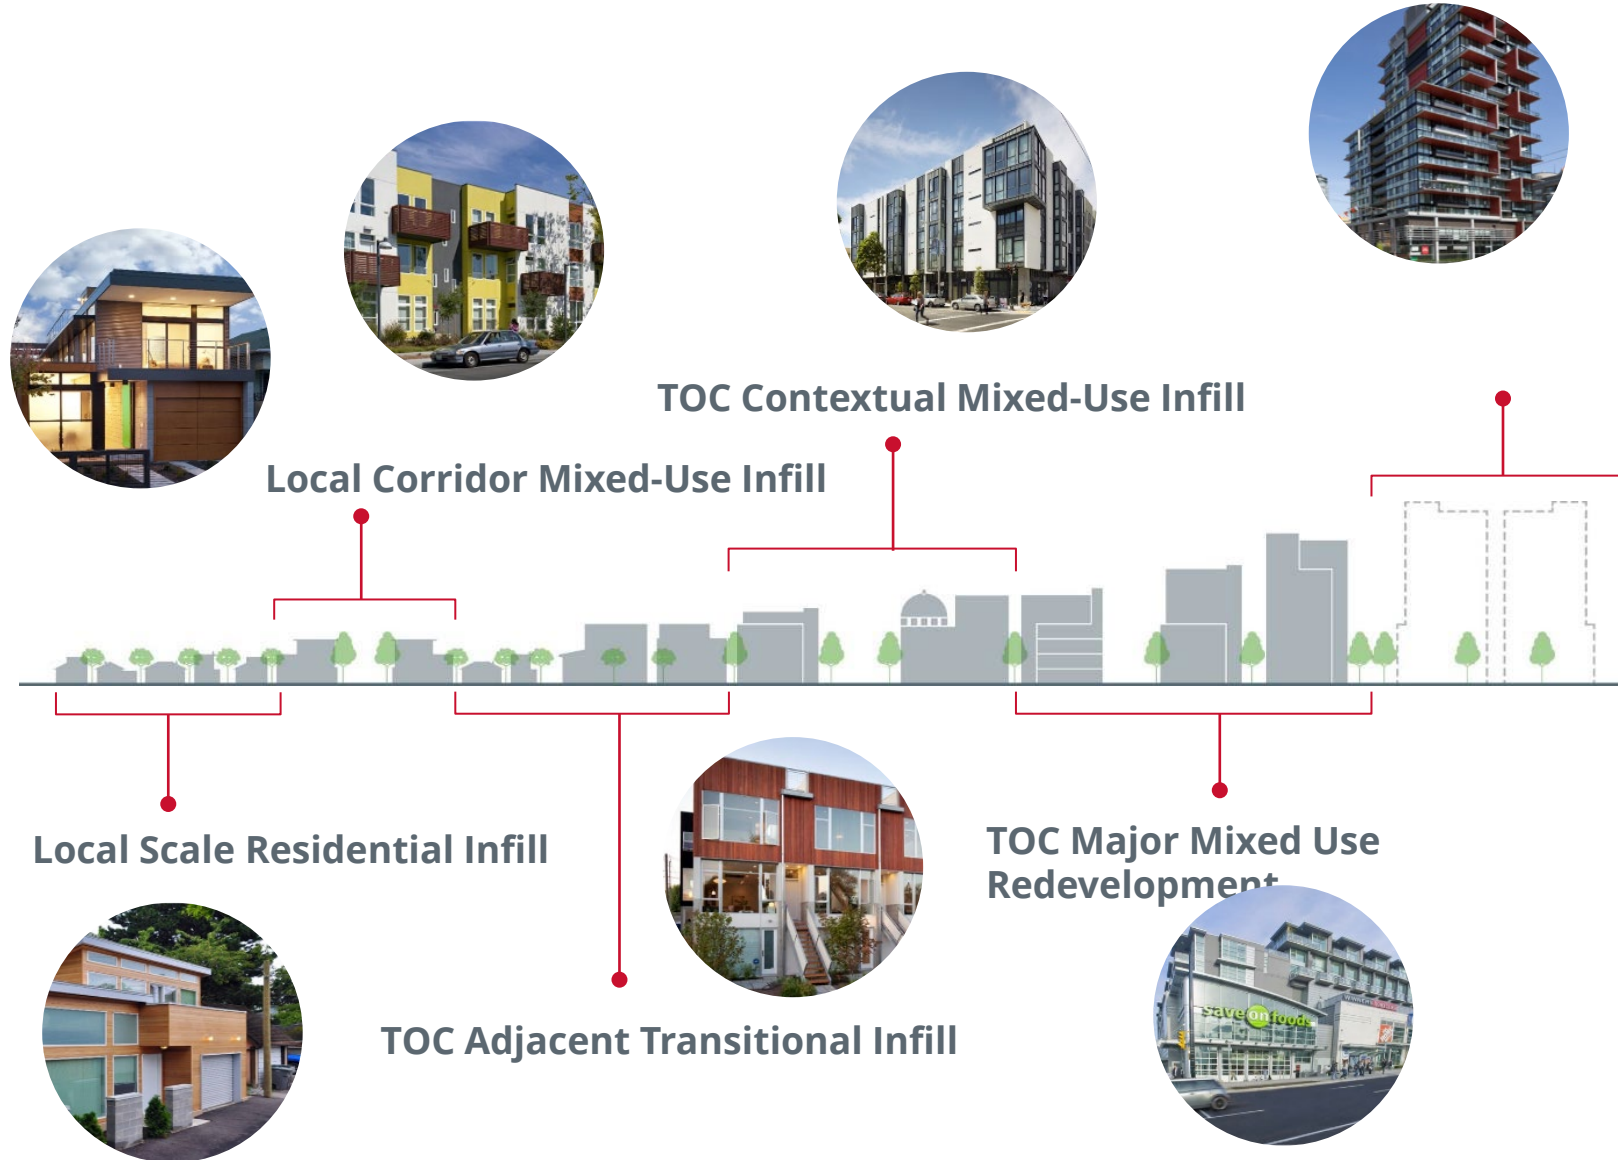 TOC Contextual Mixed-Use Infill
Local Corridor Mixed-Use Infill
Local Scale Residential Infill
TOC Major Mixed Use
Redevelopment
TOC Adjacent Transitional Infill
save on foods
WINNERS